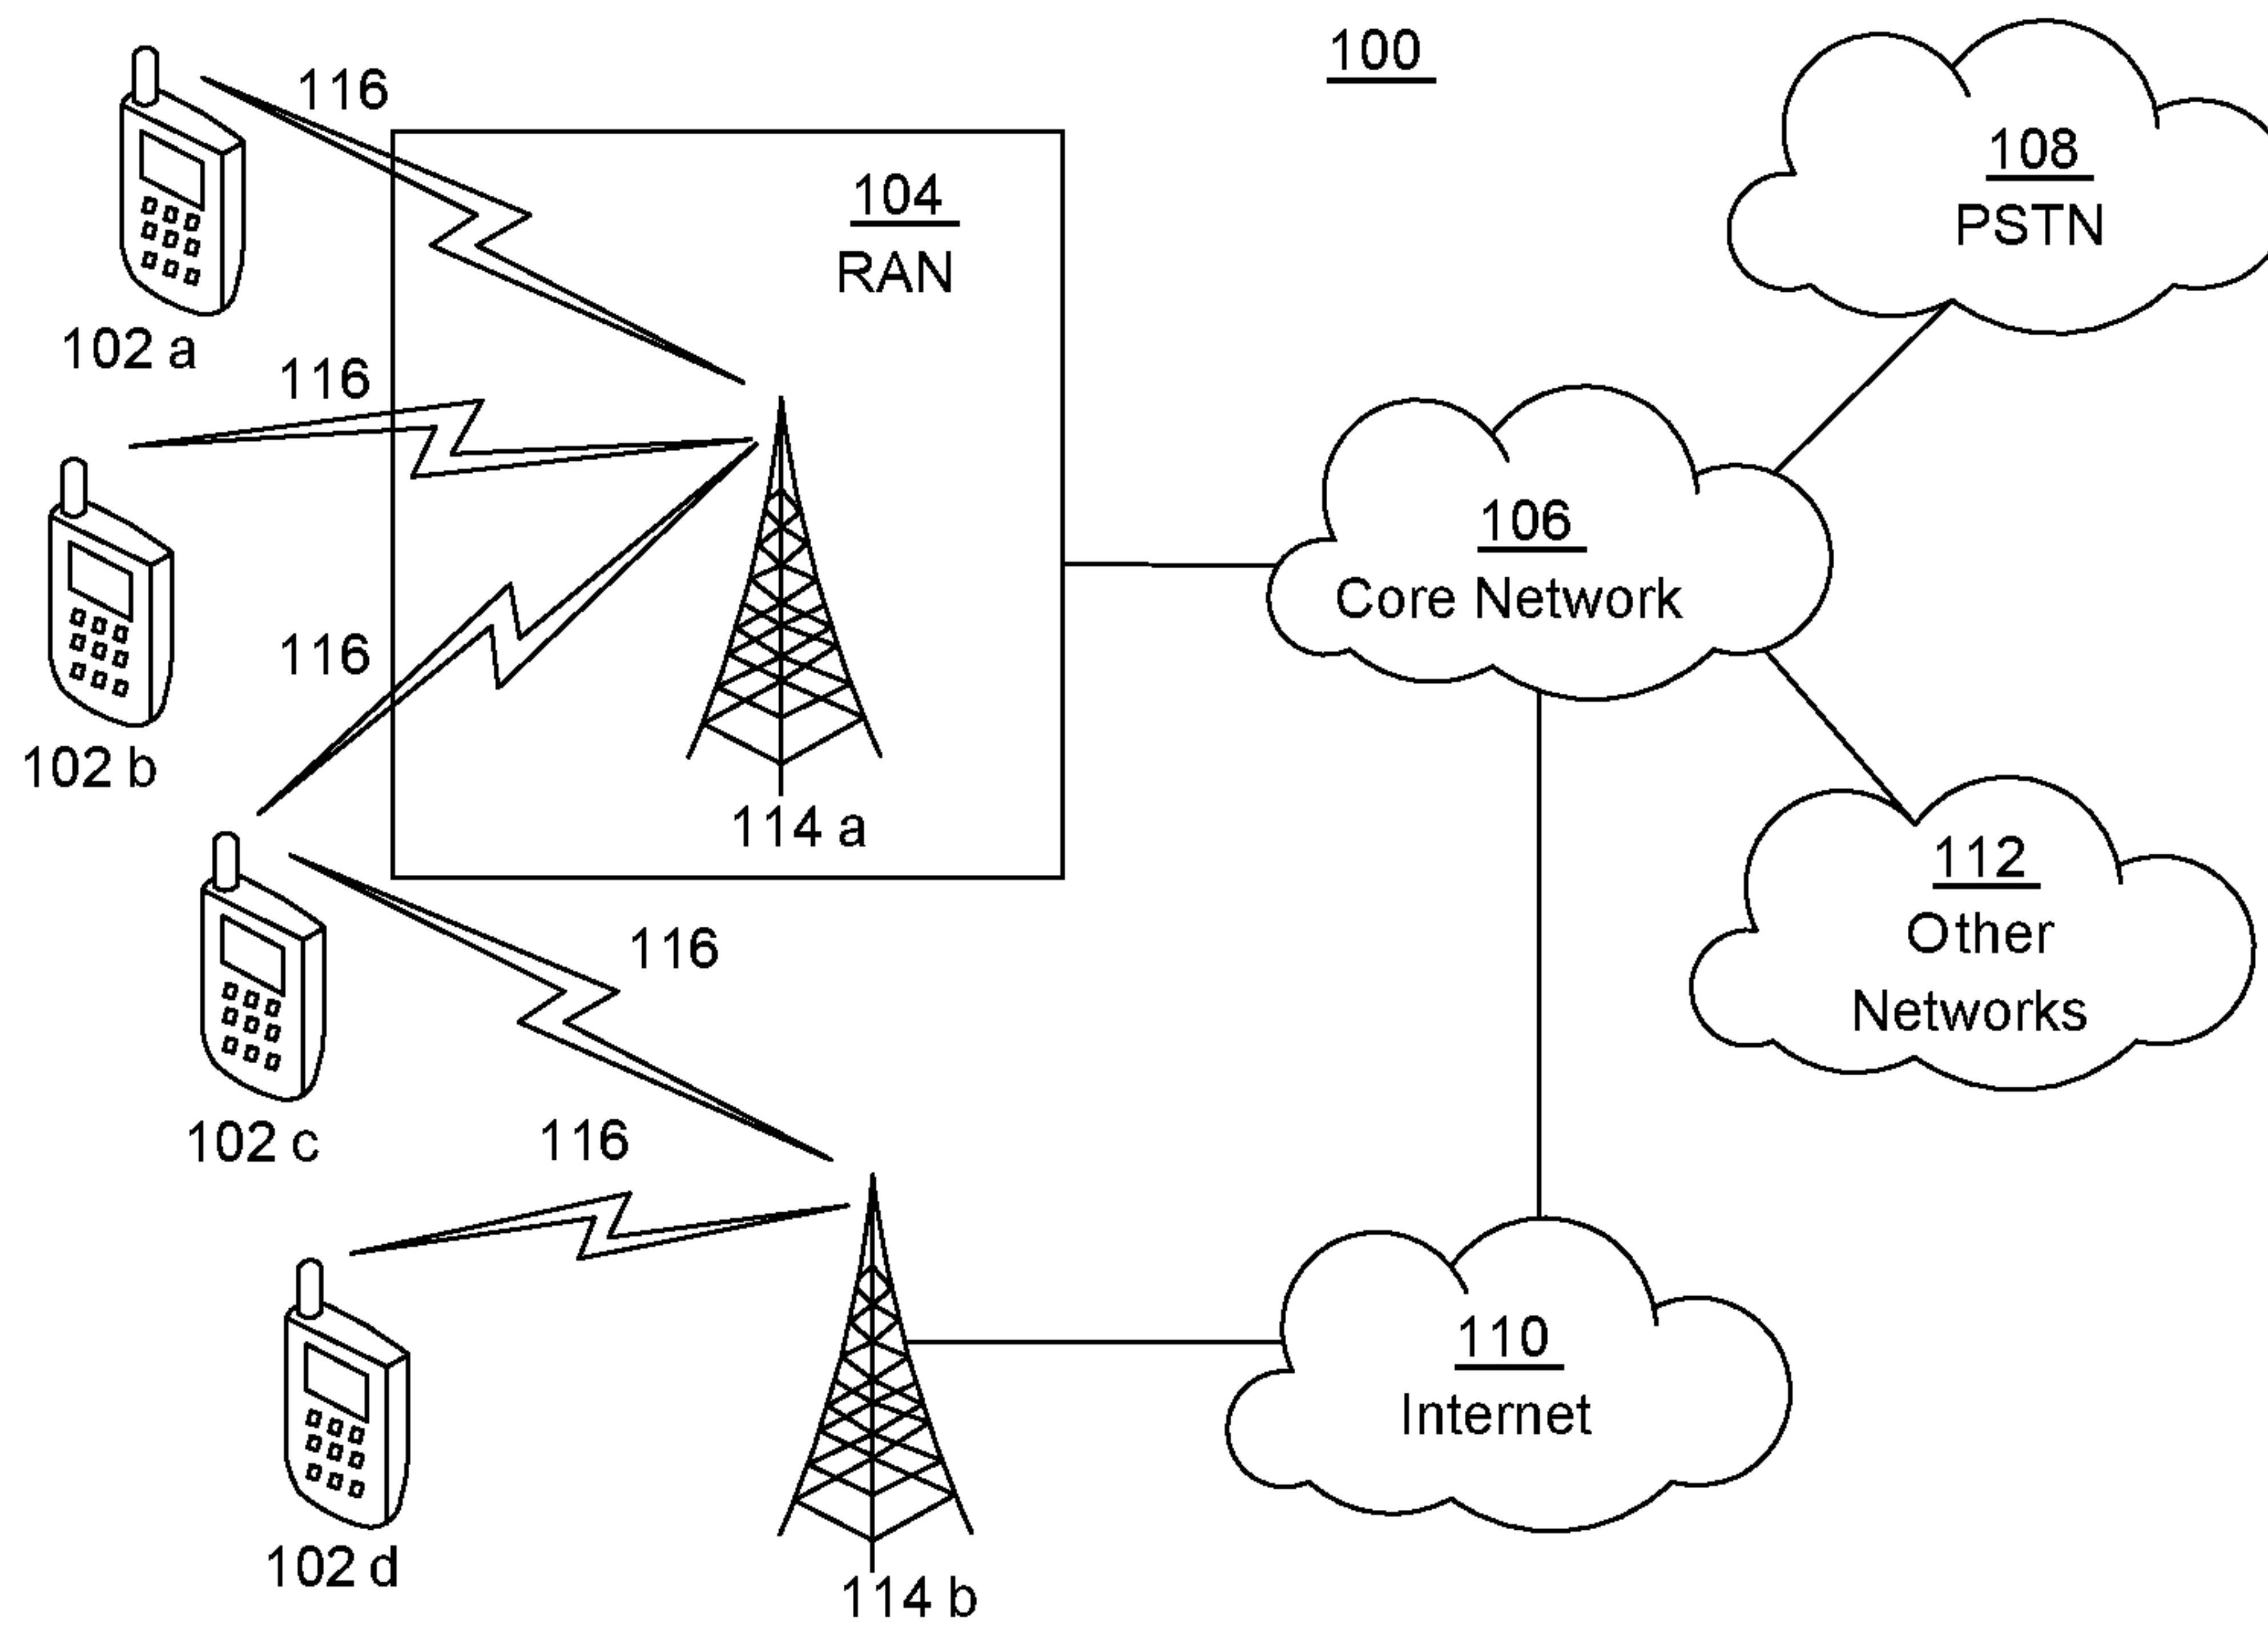 100
116
108
PSTN
104
RAN
102 a
116
106
Core Network
116
102 b
114 a
112
Other
Networks
116
102 c
116
110
Internet
102 d
114 b